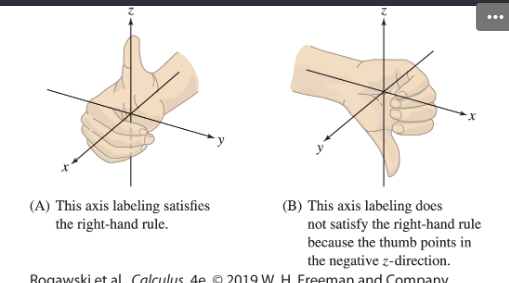 z
z
y
x
x
y
(A) This axis labeling satisfies
the right-hand rule.
(B) This axis labeling does
not satisfy the right-hand rule
because the thumb points in
the negative z-direction.
Rogawski et al., Calculus, 4e, © 2019 W. H. Freeman and Company